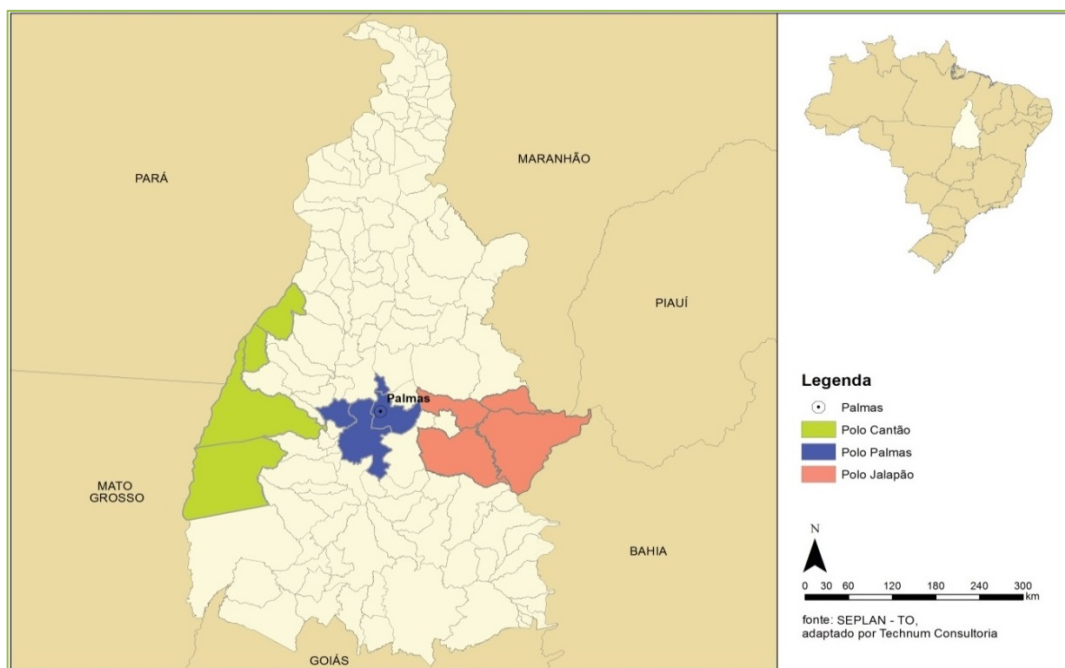 PARÁ
MARANHÃO
PIAUÍ
Palmas
MATO
GROSSO
BAHIA
GOIÁS
Legenda
Palmas
Polo Cantão
Polo Palmas
Polo Jalapão
N
0 30 60 120 180 240 300
km
fonte: SEPLAN - TO,
adaptado por Technum Consultoria